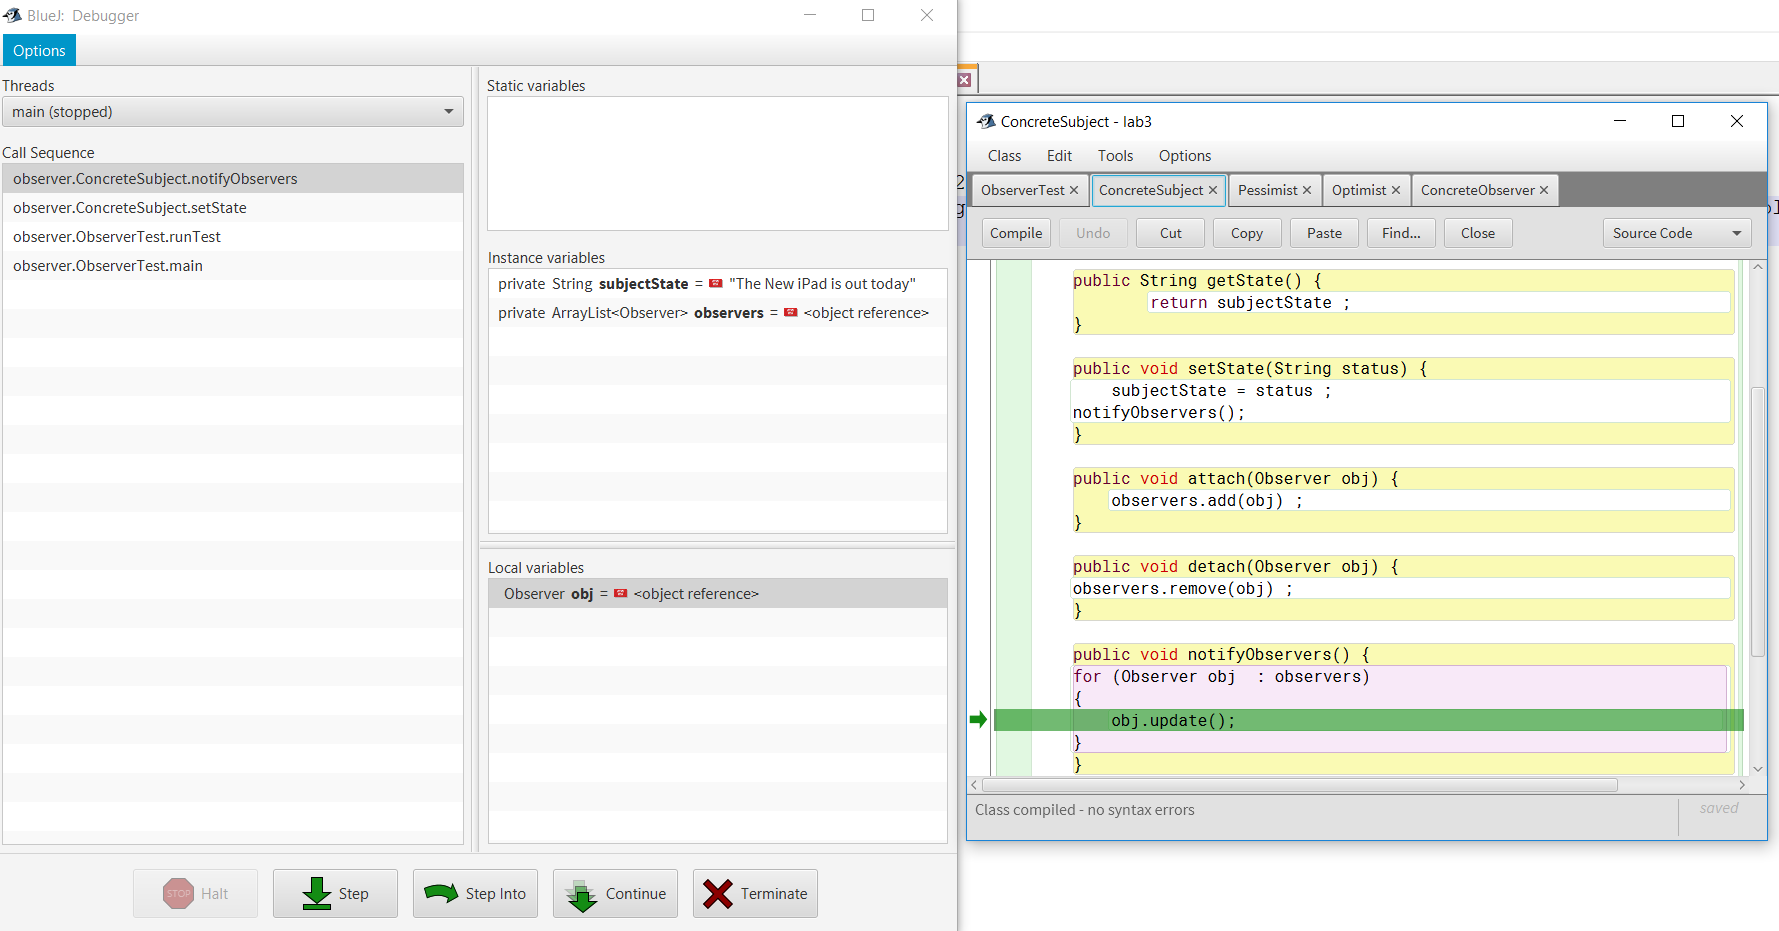 BlueJ: Debugger
Options
Threads
main (stopped)
Call Sequence
observer.ConcreteSubject.notifyObservers
observer.ConcreteSubject.setState
observer.ObserverTest.runTest
observer.ObserverTest.main
Static variables
Instance variables
private String subjectState = "The New iPad is out today"
private ArrayList<Observer> observers = <object reference>
Local variables
Observer obj = <object reference>
STOP Halt
Step
Step Into
Continue
Terminate
2
g
ol
ConcreteSubject - lab3
Class Edit Tools Options
ObserverTest ConcreteSubject Pessimist Optimist ConcreteObserver
Compile Undo Cut Copy Paste Find... Close Source Code
public String getState() {
return subjectState ;
}
public void setState(String status) {
subjectState = status ;
notifyObservers();
}
public void attach(Observer obj) {
observers.add(obj) ;
}
public void detach(Observer obj) {
observers.remove(obj) ;
}
public void notifyObservers() {
for (Observer obj  : observers)
{
obj.update();
}
}
Class compiled - no syntax errors
saved